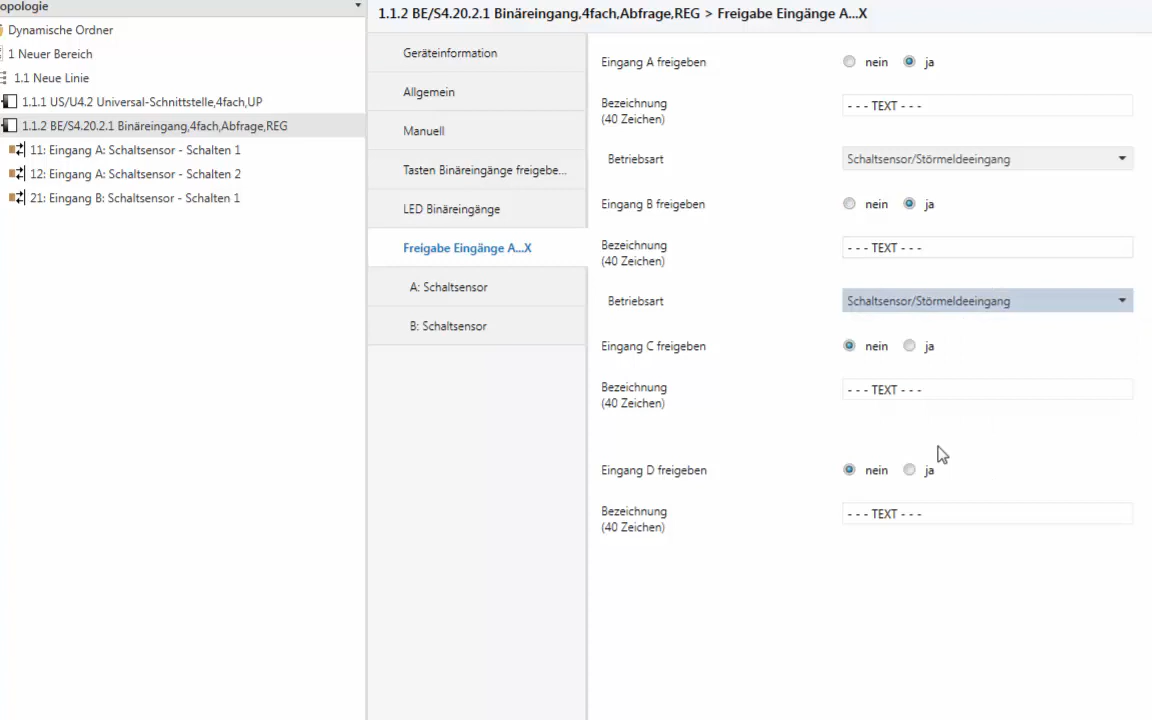 opologie
Dynamische Ordner
1 Neuer Bereich
1.1 Neue Linie
1.1.1 US/U4.2 Universal-Schnittstelle,4fach,UP
1.1.2 BE/S4.20.2.1 Binäreingang,4fach,Abfrage,REG
11: Eingang A: Schaltsensor - Schalten 1
12: Eingang A: Schaltsensor - Schalten 2
21: Eingang B: Schaltsensor - Schalten 1
1.1.2 BE/S4.20.2.1 Binäreingang,4fach,Abfrage,REG > Freigabe Eingänge A...X
Geräteinformation
Allgemein
Manuell
Tasten Binäreingänge freigebe...
LED Binäreingänge
Freigabe Eingänge A...X
A: Schaltsensor
B: Schaltsensor
Eingang A freigeben nein ja
Bezeichnung
(40 Zeichen)
- - - TEXT - - -
Betriebsart Schaltsensor/Störmeldeeingang
Eingang B freigeben nein ja
Bezeichnung
(40 Zeichen)
- - - TEXT - - -
Betriebsart Schaltsensor/Störmeldeeingang
Eingang C freigeben nein ja
Bezeichnung
(40 Zeichen)
- - - TEXT - - -
Eingang D freigeben nein ja
Bezeichnung
(40 Zeichen)
- - - TEXT - - -